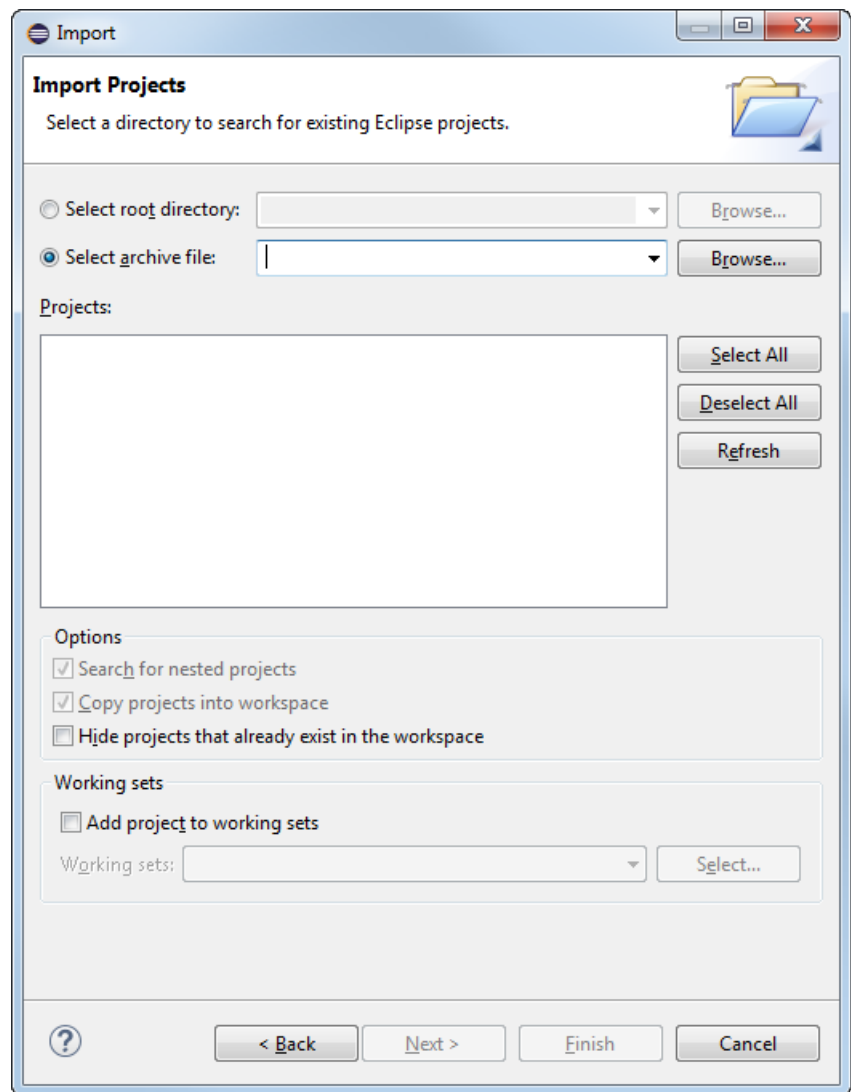 Import
Import Projects
Select a directory to search for existing Eclipse projects.
Select root directory: Browse...
Select archive file: Browse...
Projects:
Select All
Deselect All
Refresh
Options
Search for nested projects
Copy projects into workspace
Hide projects that already exist in the workspace
Working sets
Add project to working sets
Working sets: Select...
? < Back Next > Finish Cancel